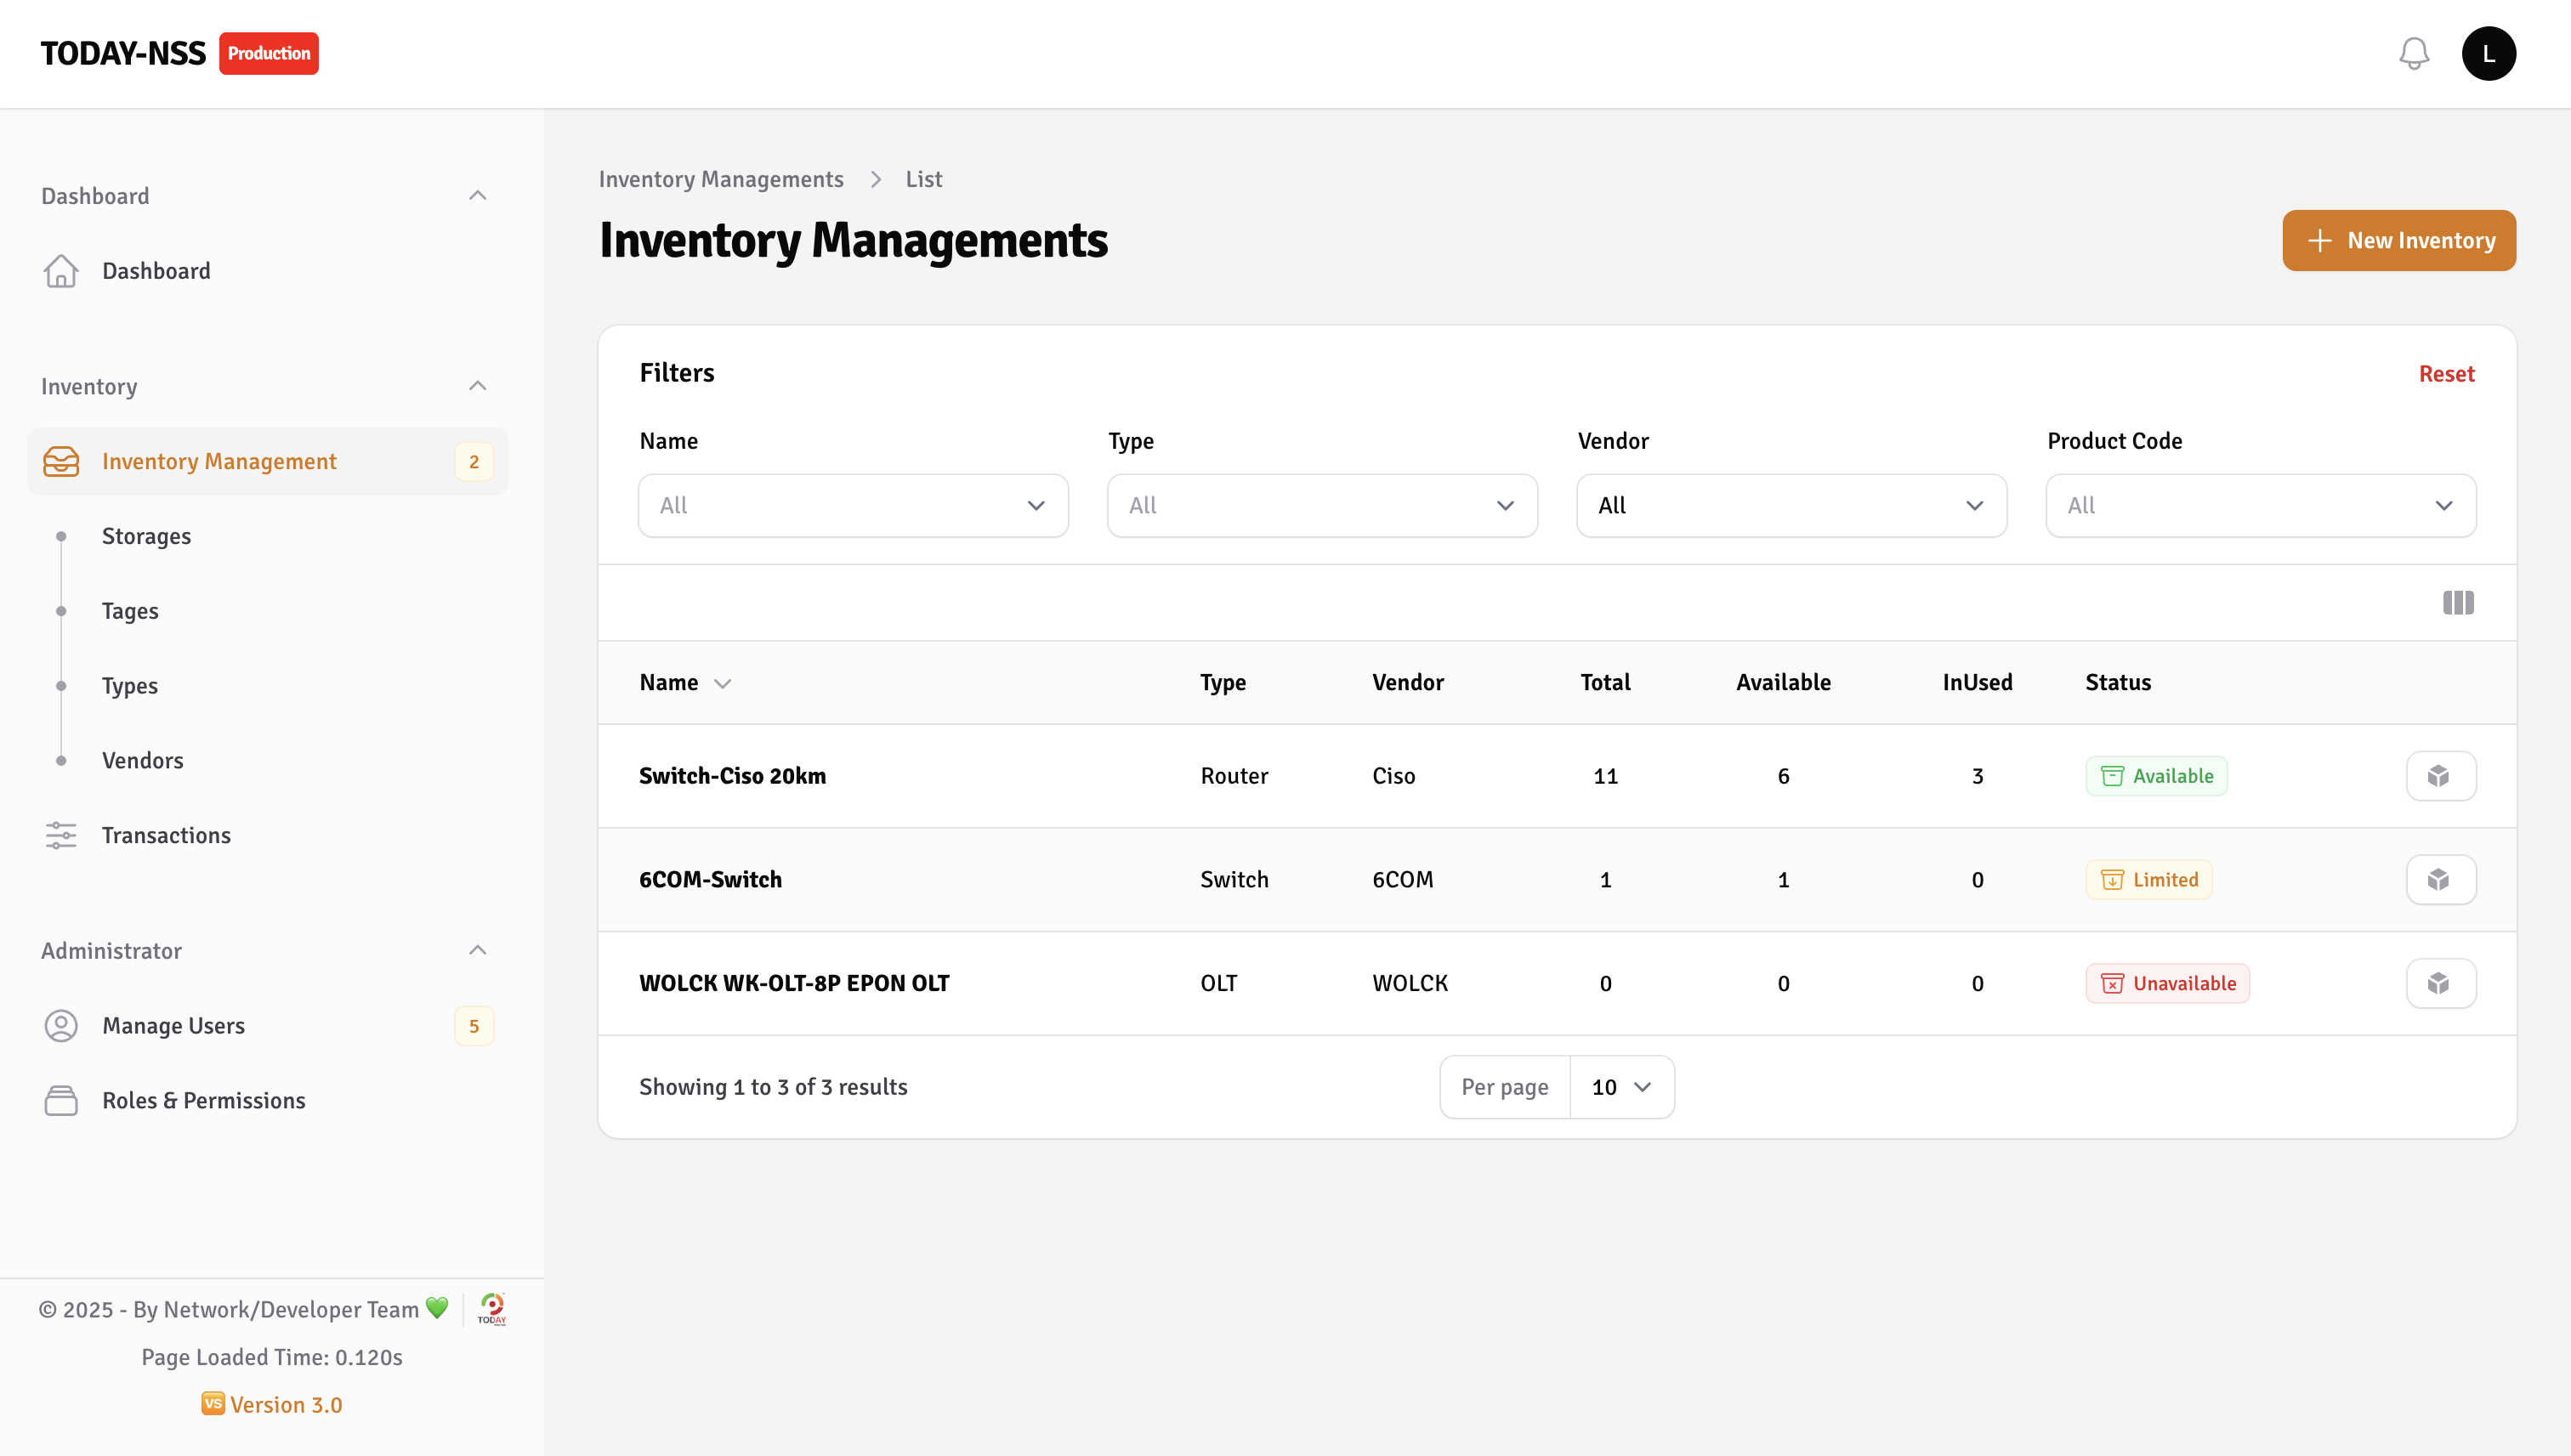 TODAY-NSS Production
L
Dashboard
Dashboard
Inventory
Inventory Management 2
Storages
Tages
Types
Vendors
Transactions
Administrator
Manage Users 5
Roles & Permissions
© 2025 - By Network/Developer Team 💚
TODAY
Page Loaded Time: 0.120s
🆚 Version 3.0
Inventory Managements > List
Inventory Managements
New Inventory
Filters Reset
Name Type Vendor Product Code
All All All All
Name Type Vendor Total Available InUsed Status
Switch-Ciso 20km Router Ciso 11 6 3 Available
6COM-Switch Switch 6COM 1 1 0 Limited
WOLCK WK-OLT-8P EPON OLT OLT WOLCK 0 0 0 Unavailable
Showing 1 to 3 of 3 results Per page 10